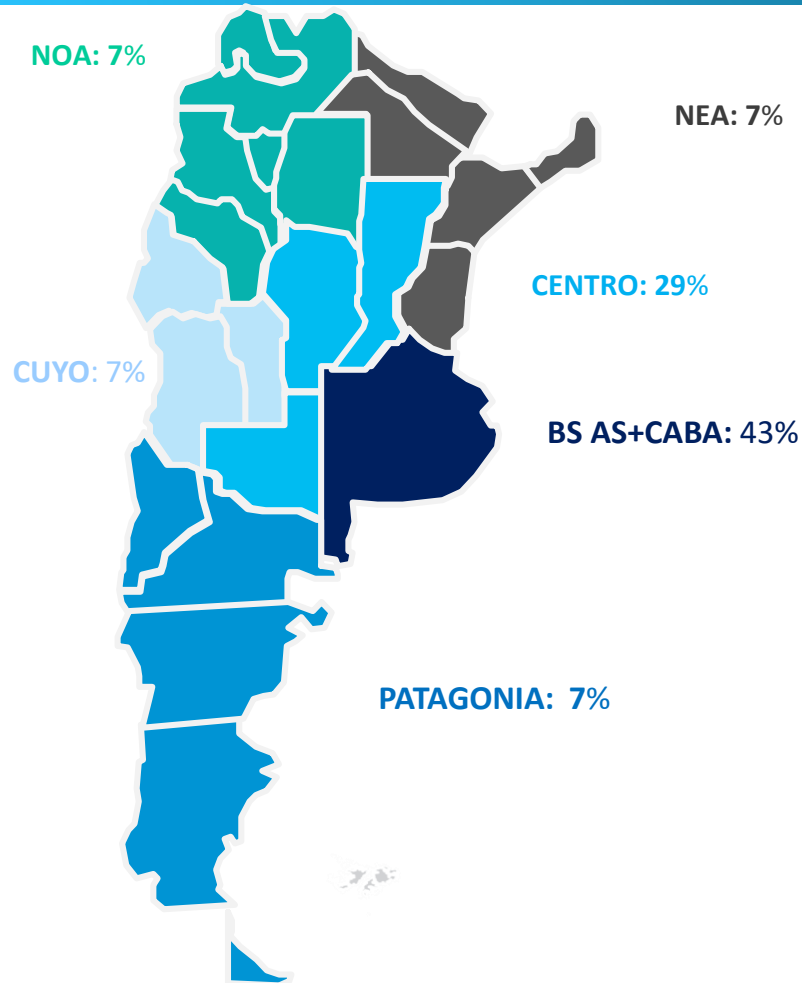 NOA: 7%
NEA: 7%
CENTRO: 29%
CUYO: 7%
BS AS+CABA: 43%
PATAGONIA: 7%